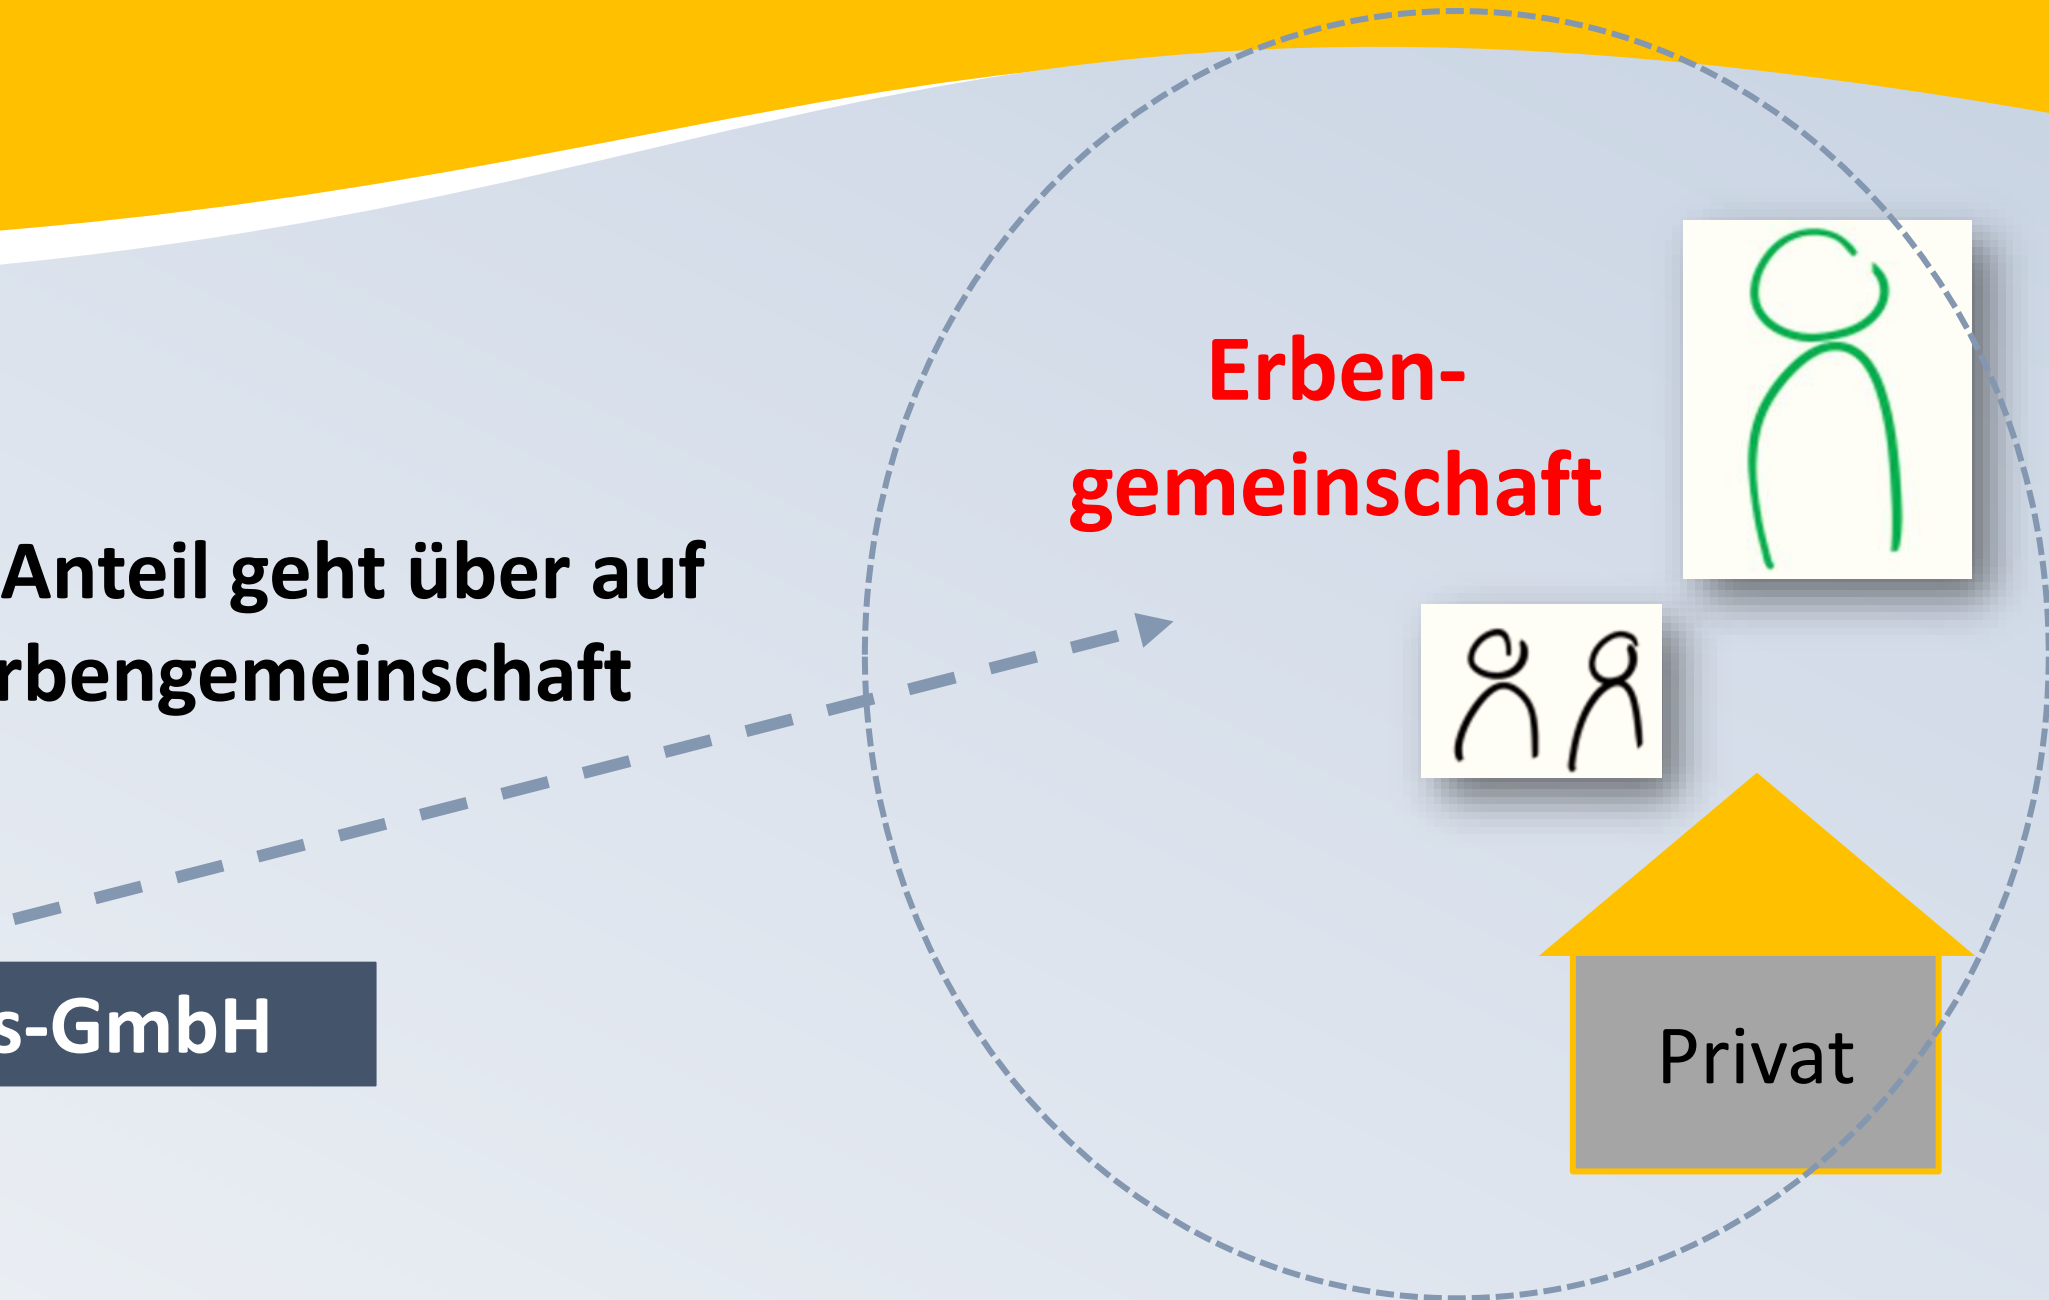 Erben-
gemeinschaft
Anteil geht über auf
rbengemeinschaft
s-GmbH
Privat